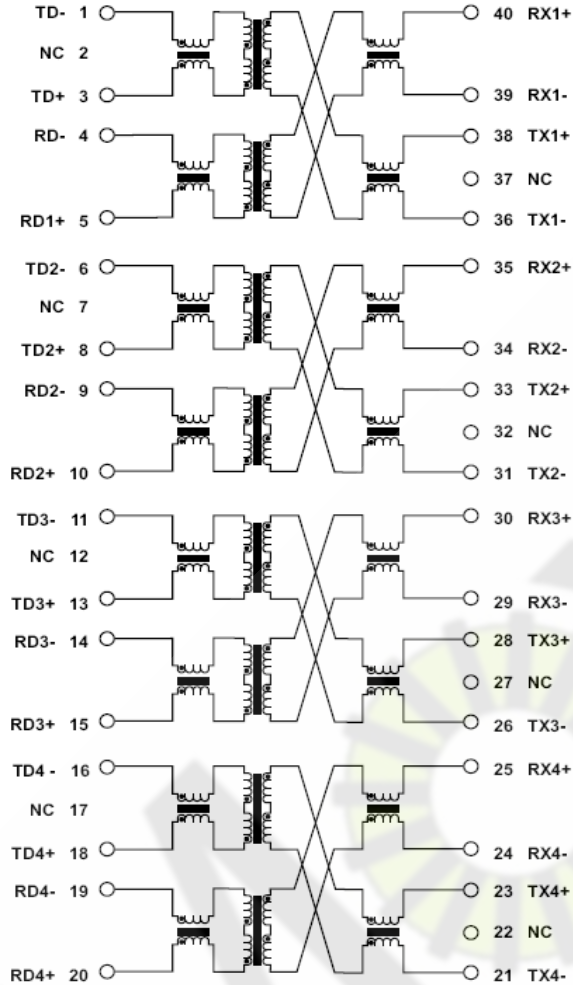 TD- 1
40 RX1+
NC 2
TD+ 3
39 RX1-
RD- 4
38 TX1+
37 NC
RD1+ 5
36 TX1-
TD2- 6
35 RX2+
NC 7
TD2+ 8
34 RX2-
RD2- 9
33 TX2+
32 NC
RD2+ 10
31 TX2-
TD3- 11
30 RX3+
NC 12
TD3+ 13
29 RX3-
RD3- 14
28 TX3+
27 NC
RD3+ 15
26 TX3-
TD4 - 16
25 RX4+
NC 17
TD4+ 18
24 RX4-
RD4- 19
23 TX4+
22 NC
RD4+ 20
21 TX4-